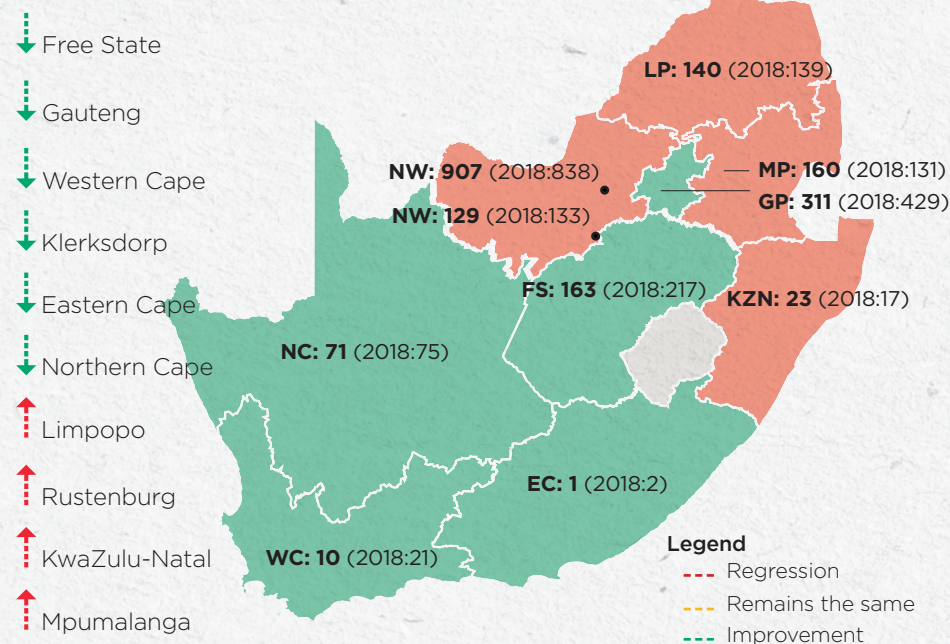 Free State
Gauteng
Western Cape
Klerksdorp
Eastern Cape
Northern Cape
Limpopo
Rustenburg
KwaZulu-Natal
Mpumalanga
LP: 140 (2018:139)
NW: 907 (2018:838)
MP: 160 (2018:131)
GP: 311 (2018:429)
NW: 129 (2018:133)
FS: 163 (2018:217)
KZN: 23 (2018:17)
NC: 71 (2018:75)
EC: 1 (2018:2)
WC: 10 (2018:21)
Legend
Regression
Remains the same
Improvement